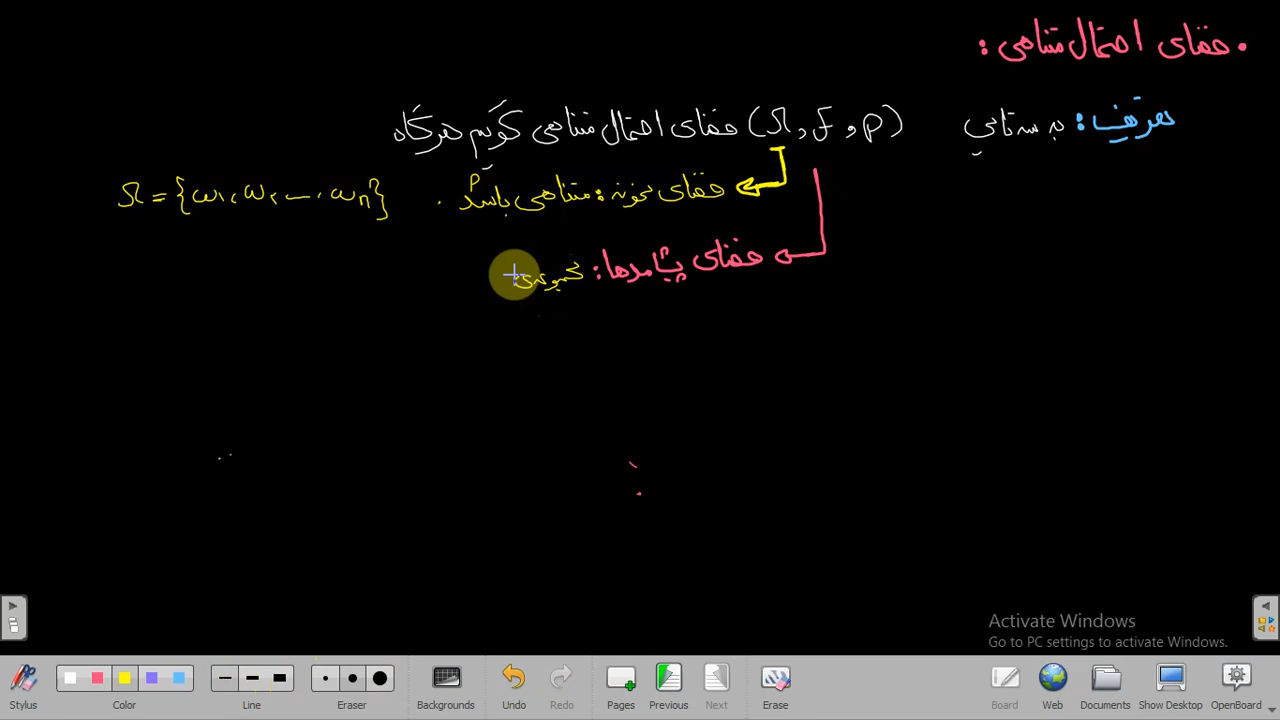 • فضای احتمال متناهی:
تعریف: به سه تایی (Ω, F, P) فضای احتمال متناهی گوییم هرگاه
فضای نمونه: متناهی باشد. Ω = {ω₁, ω₂ ‒, ωₙ}
فضای پیشامدها: مجموعه‌ی
Activate Windows
Go to PC settings to activate Windows.
Stylus Color Line Eraser Backgrounds Undo Redo Pages Previous Next Erase Board Web Documents Show Desktop OpenBoard